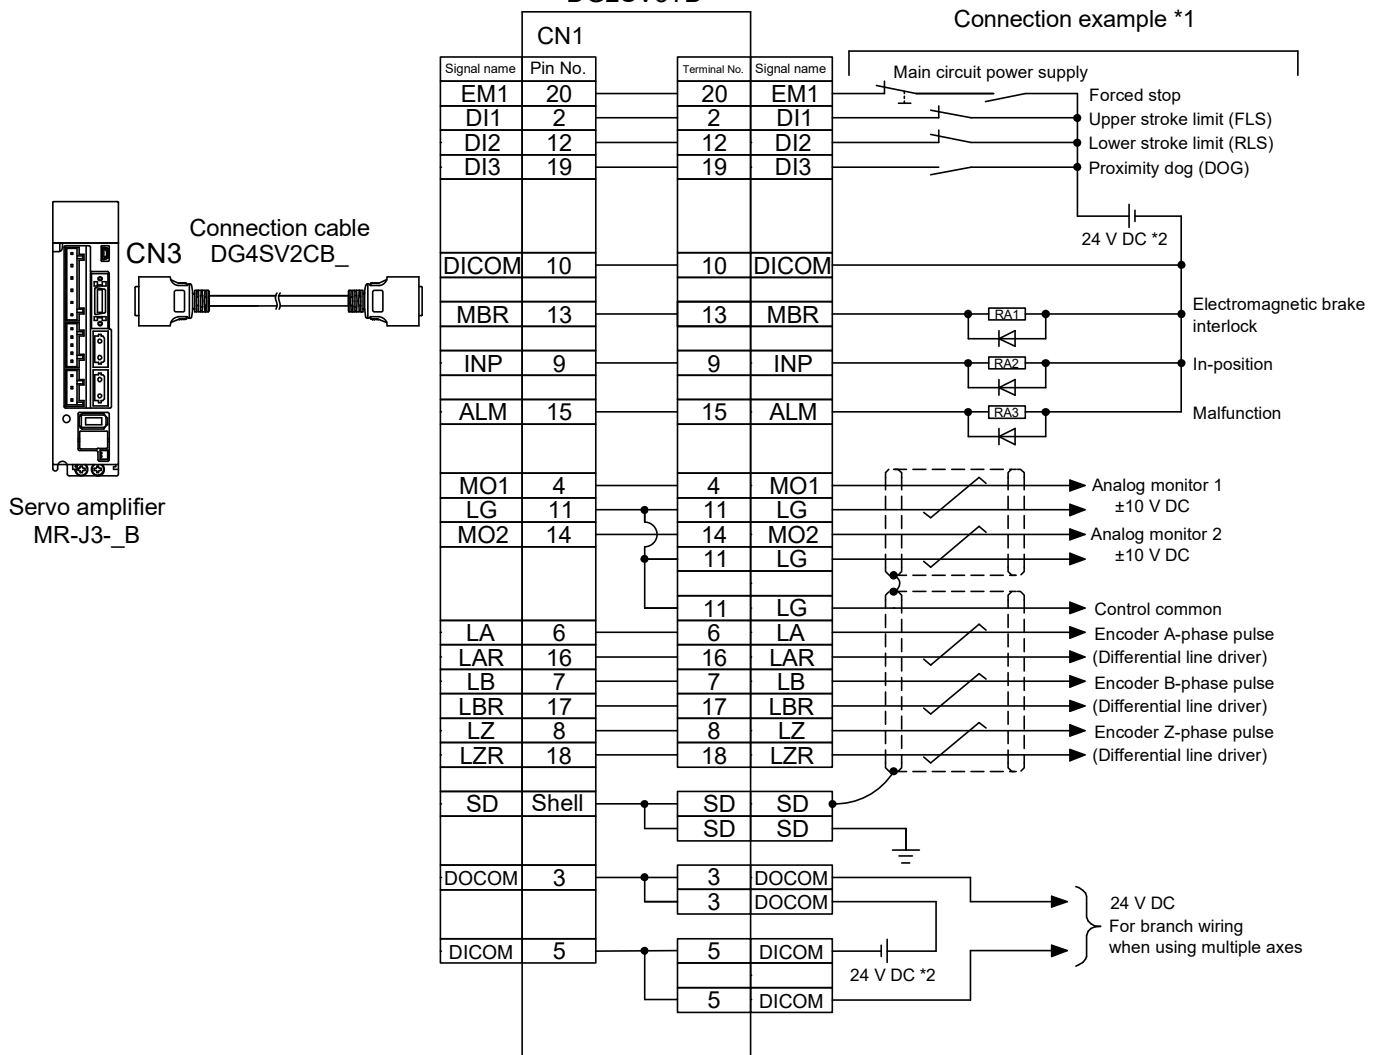 Connection example *1
CN1
Signal name Pin No. Terminal No. Signal name
Main circuit power supply
EM1 20 20 EM1 Forced stop
DI1 2 2 DI1 Upper stroke limit (FLS)
DI2 12 12 DI2 Lower stroke limit (RLS)
DI3 19 19 DI3 Proximity dog (DOG)
24 V DC *2
Connection cable
CN3 DG4SV2CB_
DICOM 10 10 DICOM
MBR 13 13 MBR RA1 Electromagnetic brake
interlock
INP 9 9 INP RA2 In-position
ALM 15 15 ALM RA3 Malfunction
Servo amplifier
MR-J3-_B
MO1 4 4 MO1 Analog monitor 1
LG 11 11 LG ±10 V DC
MO2 14 14 MO2 Analog monitor 2
11 LG ±10 V DC
11 LG Control common
LA 6 6 LA Encoder A-phase pulse
LAR 16 16 LAR (Differential line driver)
LB 7 7 LB Encoder B-phase pulse
LBR 17 17 LBR (Differential line driver)
LZ 8 8 LZ Encoder Z-phase pulse
LZR 18 18 LZR (Differential line driver)
SD Shell SD SD
SD SD
DOCOM 3 3 DOCOM
3 DOCOM 24 V DC
For branch wiring
when using multiple axes
DICOM 5 5 DICOM
24 V DC *2
5 DICOM